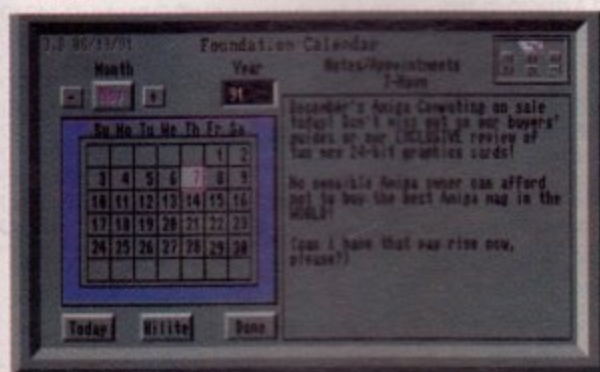 Foundation Calendar
Month
Year
Notes/Appointments
- Nov +
91
7-Nov
Su Mo Tu We Th Fr Sa
1 2
3 4 5 6 7 8 9
10 11 12 13 14 15 16
17 18 19 20 21 22 23
24 25 26 27 28 29 30
Today Hilite Done
December's Amiga Computing on sale
today! Don't miss out on our buyers'
guides or our EXCLUSIVE review of
two new 24-bit graphics cards!
No sensible Amiga owner can afford
not to buy the best Amiga mag in the
WORLD!
(can i have that pay rise now,
please?)